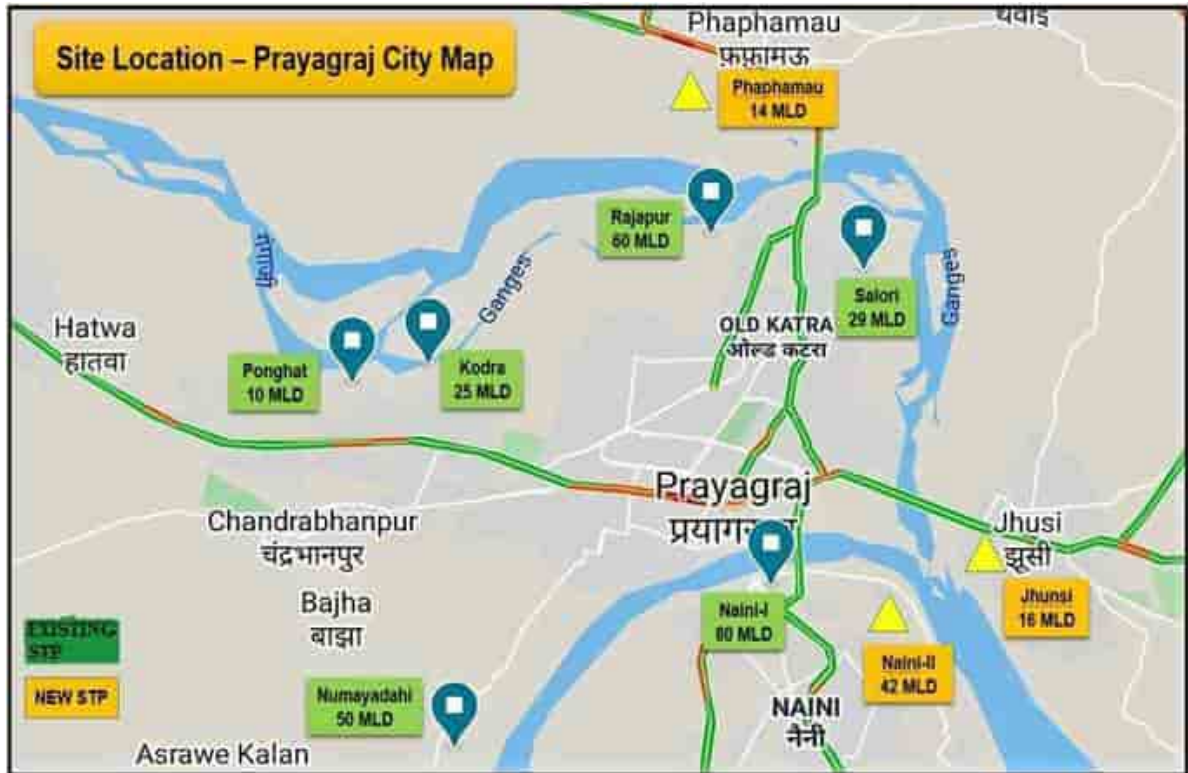 Site Location – Prayagraj City Map
Phaphamau
फ़फ़ामऊ
थवाई
Phaphamau
14 MLD
Rajapur
60 MLD
Salori
29 MLD
Ganges
Ganges
Hatwa
हातवा
Ponghat
10 MLD
Kodra
25 MLD
OLD KATRA
ओल्ड कटरा
Prayagraj
Chandrabhanpur
चंद्रभानपुर
Jhusi
झूसी
Jhunsi
16 MLD
Bajha
बाझा
Naini-I
80 MLD
Naini-II
42 MLD
EXISTING
STP
NEW STP
Numayadahi
50 MLD
NAINI
नैनी
Asrawe Kalan